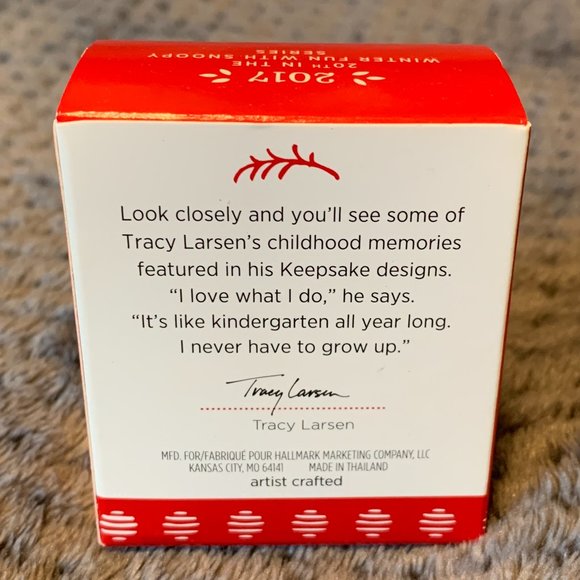 2017
20TH IN THE
WINTER FUN WITH SNOOPY
SERIES
Look closely and you'll see some of
Tracy Larsen's childhood memories
featured in his Keepsake designs.
“I love what I do,” he says.
“It's like kindergarten all year long.
I never have to grow up.”
Tracy Larsen
Tracy Larsen
MFD. FOR/FABRIQUÉ POUR HALLMARK MARKETING COMPANY, LLC
KANSAS CITY, MO 64141 MADE IN THAILAND
artist crafted